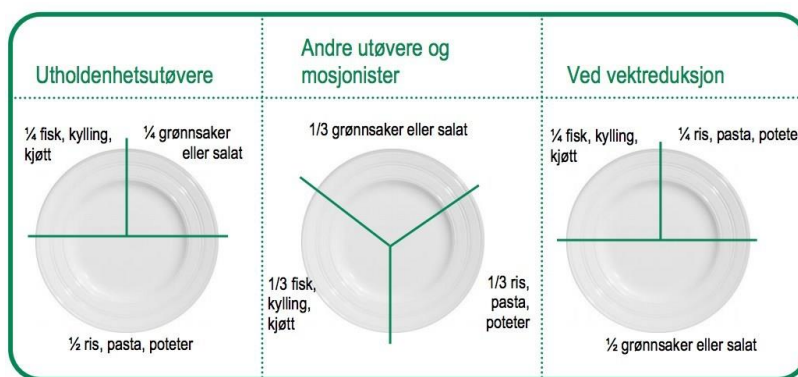 Utholdenhetsutøvere
¼ fisk, kylling,
kjøtt
¼ grønnsaker
eller salat
½ ris, pasta, poteter
Andre utøvere og
mosjonister
1/3 grønnsaker eller salat
1/3 fisk,
kylling,
kjøtt
1/3 ris,
pasta,
poteter
Ved vektreduksjon
¼ fisk, kylling,
kjøtt
¼ ris, pasta, poteter
½ grønnsaker eller salat